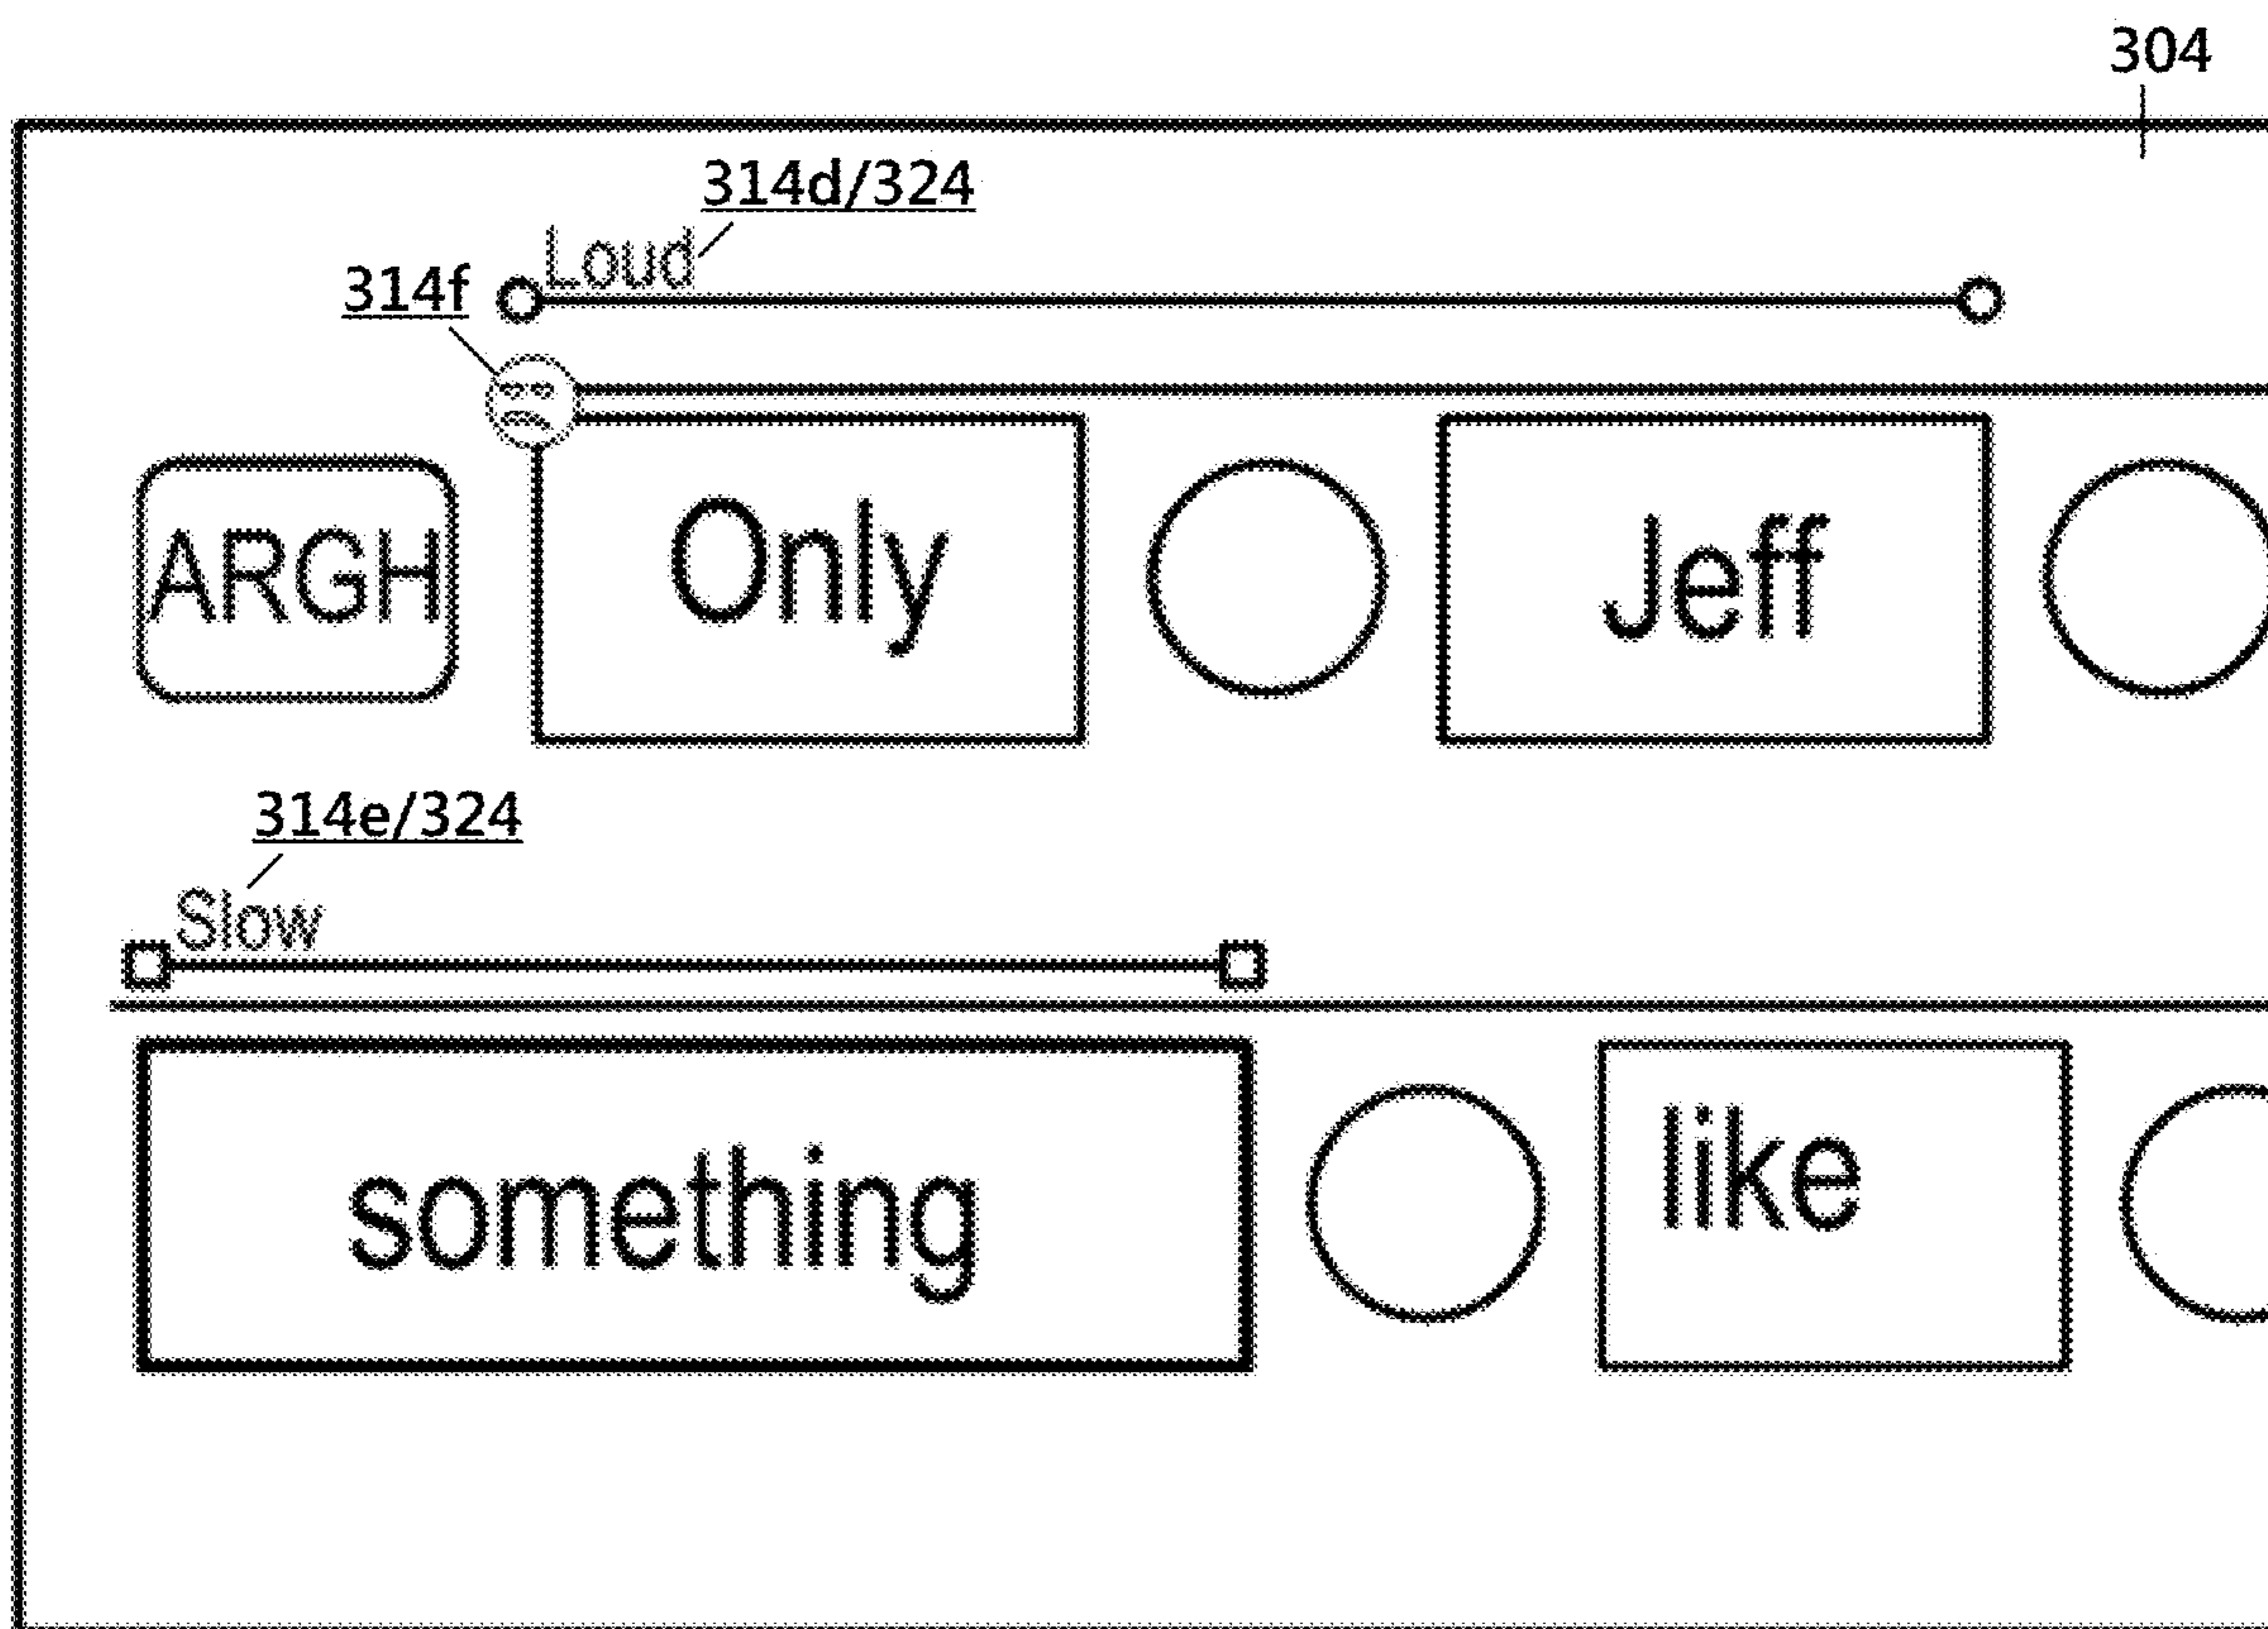 304
314d/324
Loud
314f
ARGH Only Jeff
314e/324
Slow
something like